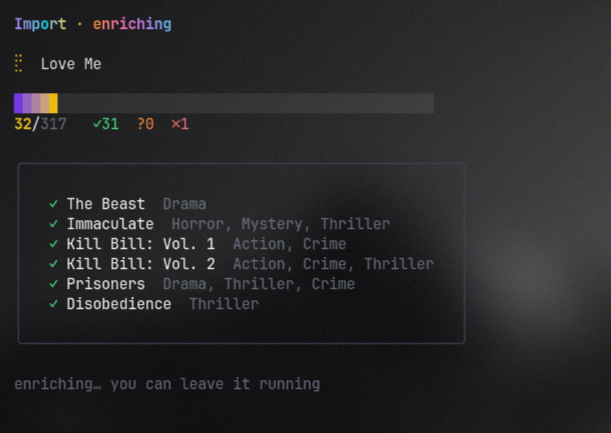 Import · enriching
Love Me
32/317 ✓31 ?0 ×1
✓ The Beast Drama
✓ Immaculate Horror, Mystery, Thriller
✓ Kill Bill: Vol. 1 Action, Crime
✓ Kill Bill: Vol. 2 Action, Crime, Thriller
✓ Prisoners Drama, Thriller, Crime
✓ Disobedience Thriller
enriching… you can leave it running